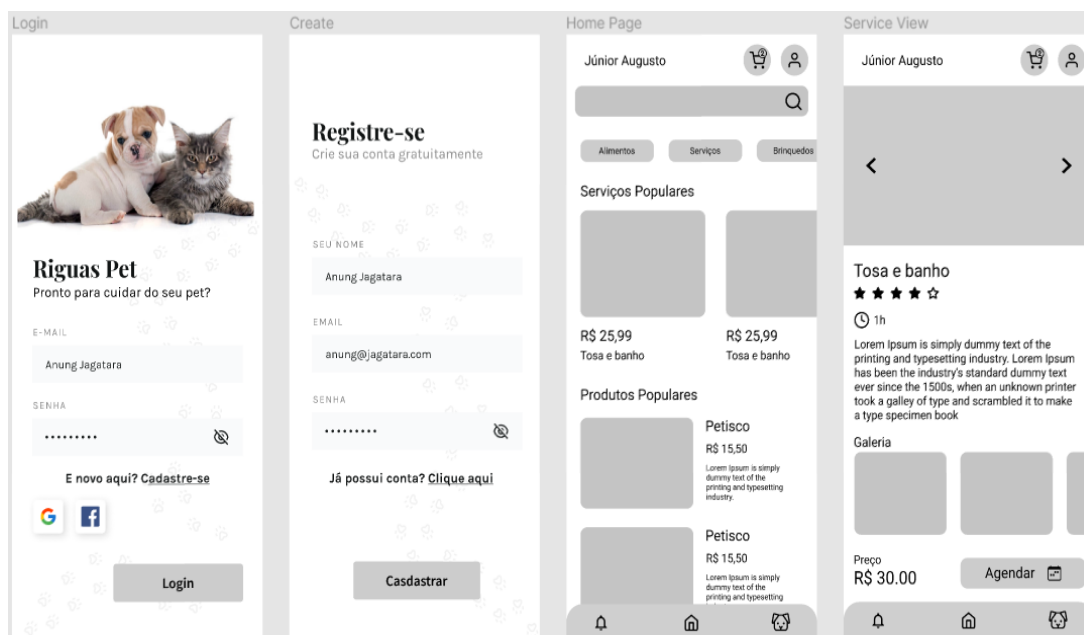 Login
Riguas Pet
Pronto para cuidar do seu pet?
E-MAIL
Anung Jagatara
SENHA
E novo aqui? Cadastre-se
G f
Login
Create
Registre-se
Crie sua conta gratuitamente
SEU NOME
Anung Jagatara
EMAIL
anung@jagatara.com
SENHA
Já possui conta? Clique aqui
Casdastrar
Home Page
Júnior Augusto
2
Alimentos
Serviços
Brinquedos
Serviços Populares
R$ 25,99
Tosa e banho
R$ 25,99
Tosa e banho
Produtos Populares
Petisco
R$ 15,50
Lorem Ipsum is simply
dummy text of the
printing and typesetting
industry.
Petisco
R$ 15,50
Lorem Ipsum is simply
dummy text of the
printing and typesetting
Service View
Júnior Augusto
2
Tosa e banho
1h
Lorem Ipsum is simply dummy text of the
printing and typesetting industry. Lorem Ipsum
has been the industry's standard dummy text
ever since the 1500s, when an unknown printer
took a galley of type and scrambled it to make
a type specimen book
Galeria
Preço
R$ 30.00
Agendar